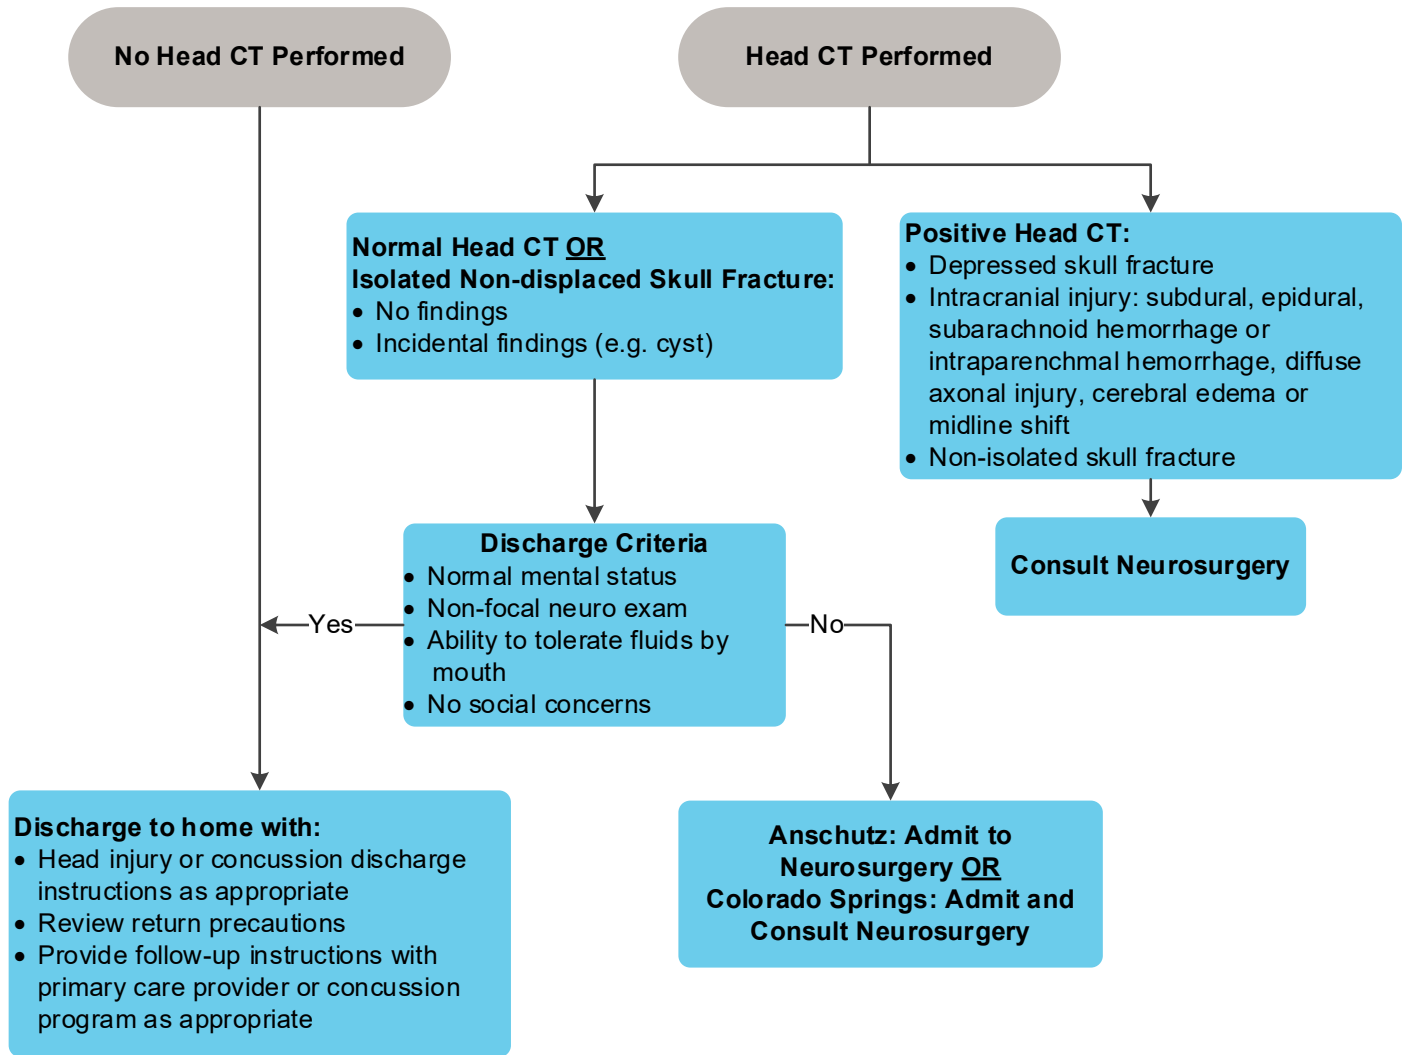 No Head CT Performed
Head CT Performed
Normal Head CT OR
Isolated Non-displaced Skull Fracture:
• No findings
• Incidental findings (e.g. cyst)
Positive Head CT:
• Depressed skull fracture
• Intracranial injury: subdural, epidural,
subarachnoid hemorrhage or
intraparenchmal hemorrhage, diffuse
axonal injury, cerebral edema or
midline shift
• Non-isolated skull fracture
Consult Neurosurgery
Discharge Criteria
• Normal mental status
• Non-focal neuro exam
• Ability to tolerate fluids by
mouth
• No social concerns
Yes
No
Discharge to home with:
• Head injury or concussion discharge
instructions as appropriate
• Review return precautions
• Provide follow-up instructions with
primary care provider or concussion
program as appropriate
Anschutz: Admit to
Neurosurgery OR
Colorado Springs: Admit and
Consult Neurosurgery